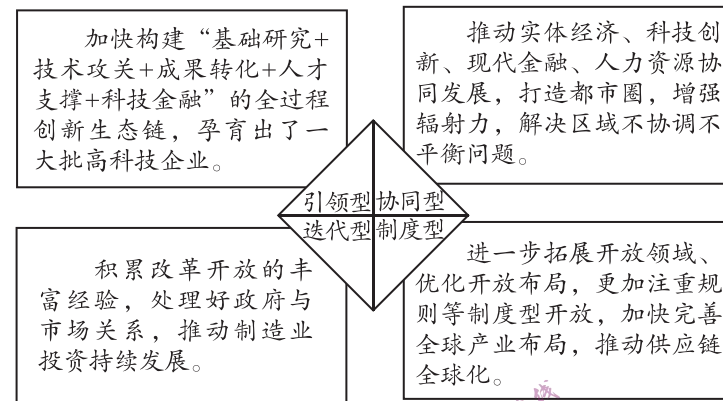 加快构建“基础研究+
技术攻关+成果转化+人才
支撑+科技金融”的全过程
创新生态链，孕育出了一
大批高科技企业。
推动实体经济、科技创
新、现代金融、人力资源协
同发展，打造都市圈，增强
辐射力，解决区域不协调不
平衡问题。
引领型 协同型
迭代型 制度型
积累改革开放的丰
富经验，处理好政府与
市场关系，推动制造业
投资持续发展。
进一步拓展开放领域、
优化开放布局，更加注重规
则等制度型开放，加快完善
全球产业布局，推动供应链
全球化。